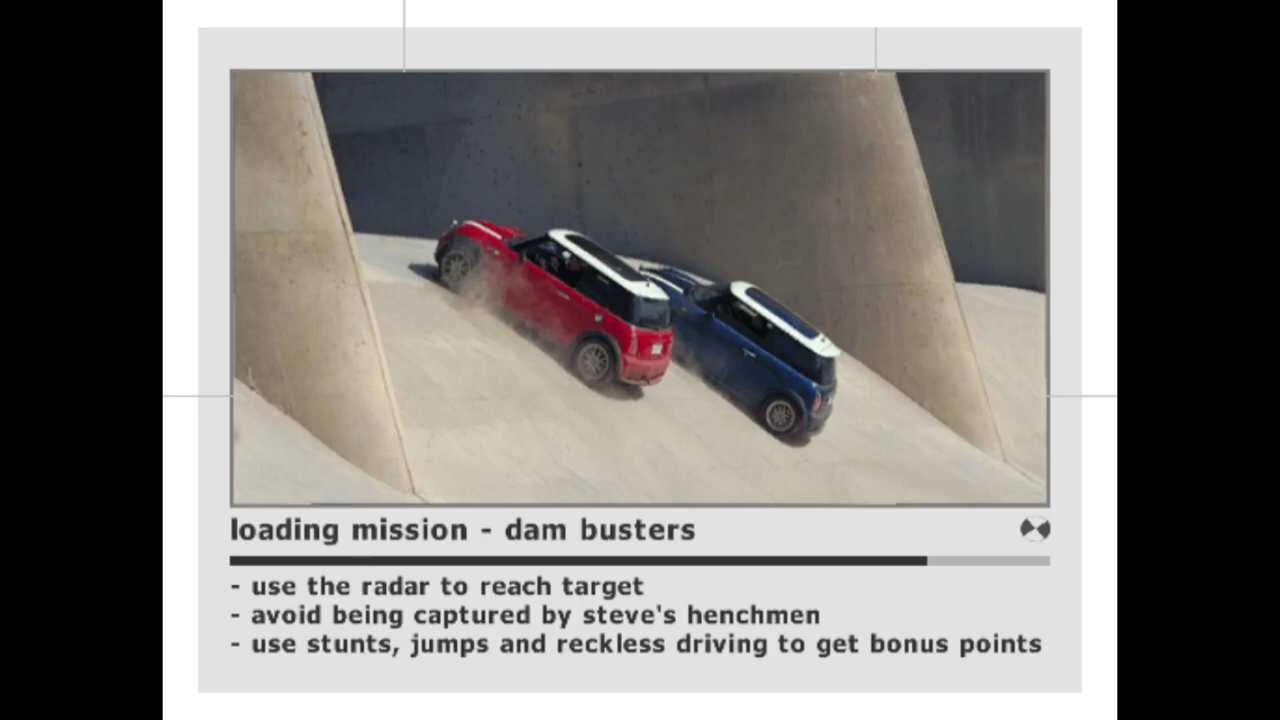 loading mission - dam busters
- use the radar to reach target
- avoid being captured by steve's henchmen
- use stunts, jumps and reckless driving to get bonus points